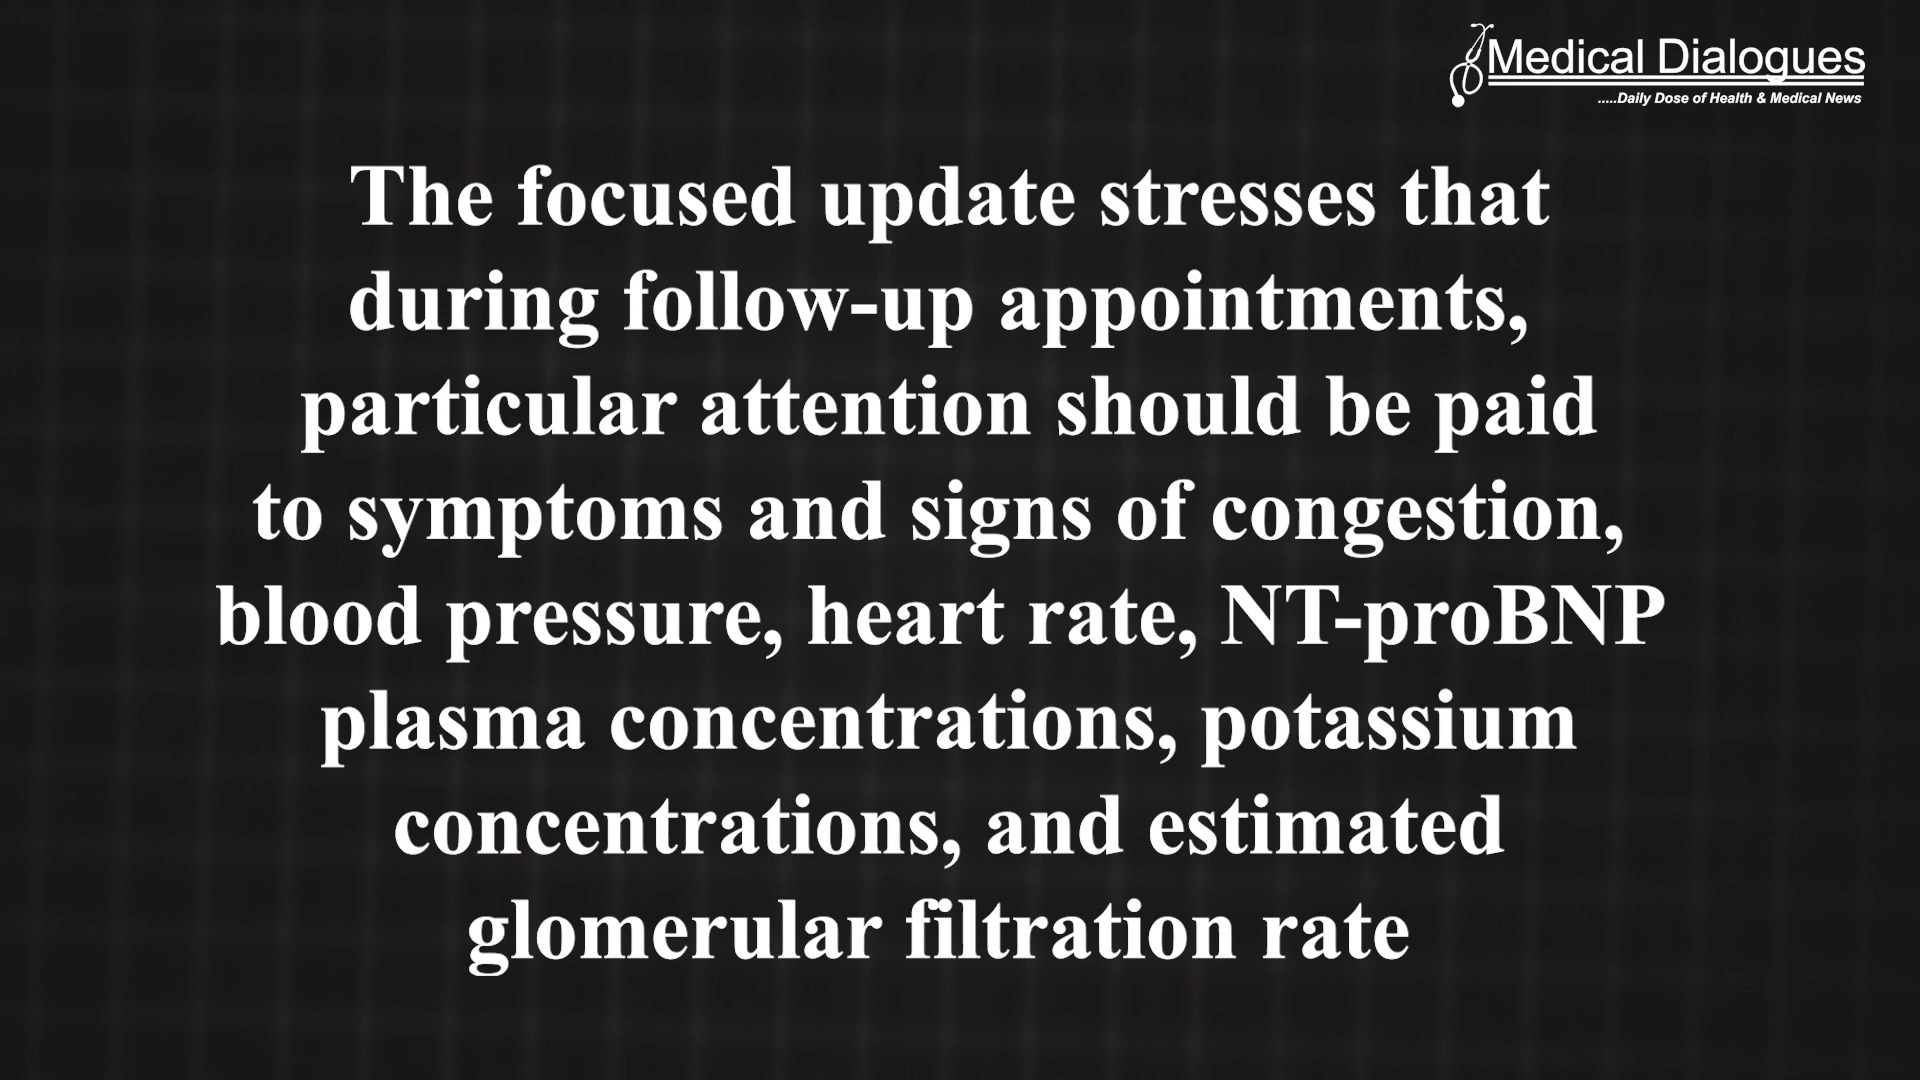 Medical Dialogues
.....Daily Dose of Health & Medical News
The focused update stresses that
during follow-up appointments,
particular attention should be paid
to symptoms and signs of congestion,
blood pressure, heart rate, NT-proBNP
plasma concentrations, potassium
concentrations, and estimated
glomerular filtration rate